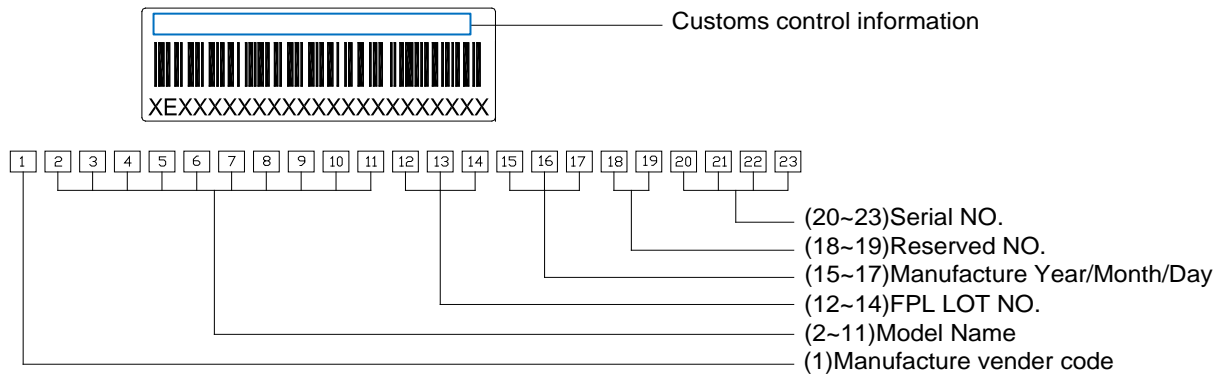 Customs control information
XEXXXXXXXXXXXXXXXXXXXXX
1 2 3 4 5 6 7 8 9 10 11 12 13 14 15 16 17 18 19 20 21 22 23
(20~23)Serial NO.
(18~19)Reserved NO.
(15~17)Manufacture Year/Month/Day
(12~14)FPL LOT NO.
(2~11)Model Name
(1)Manufacture vender code